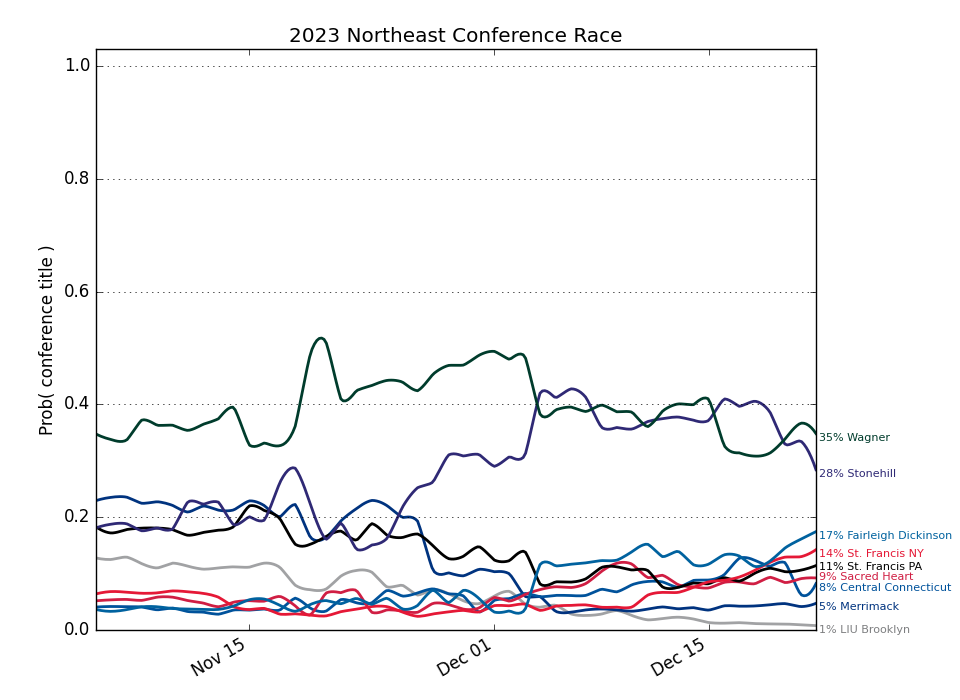 2023 Northeast Conference Race
Prob( conference title )
1.0
0.8
0.6
0.4
0.2
0.0
Nov 15
Dec 01
Dec 15
35% Wagner
28% Stonehill
17% Fairleigh Dickinson
14% St. Francis NY
11% St. Francis PA
9% Sacred Heart
8% Central Connecticut
5% Merrimack
1% LIU Brooklyn